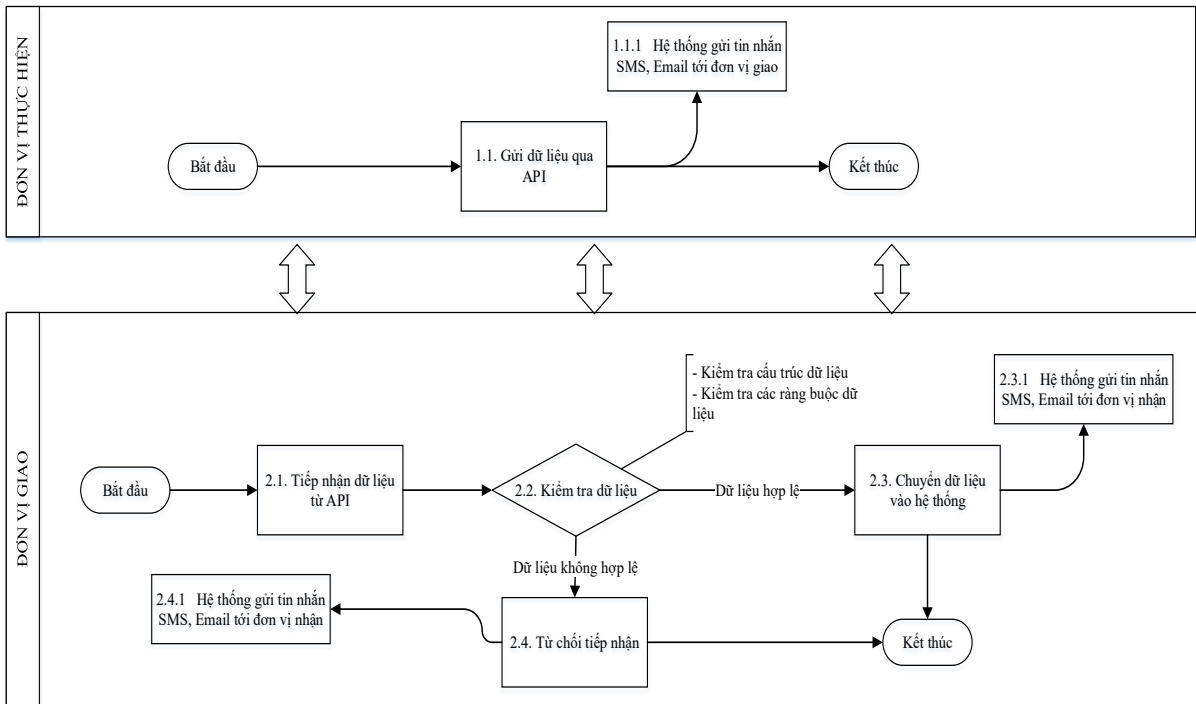 ĐƠN VỊ THỰC HIỆN
1.1.1 Hệ thống gửi tin nhắn
SMS, Email tới đơn vị giao
Bắt đầu
1.1. Gửi dữ liệu qua
API
Kết thúc
ĐƠN VỊ GIAO
- Kiểm tra cấu trúc dữ liệu
- Kiểm tra các ràng buộc dữ
liệu
2.3.1 Hệ thống gửi tin nhắn
SMS, Email tới đơn vị nhận
Bắt đầu
2.1. Tiếp nhận dữ liệu
từ API
2.2. Kiểm tra dữ liệu
Dữ liệu hợp lệ
2.3. Chuyển dữ liệu
vào hệ thống
Dữ liệu không hợp lệ
2.4.1 Hệ thống gửi tin nhắn
SMS, Email tới đơn vị nhận
2.4. Từ chối tiếp nhận
Kết thúc